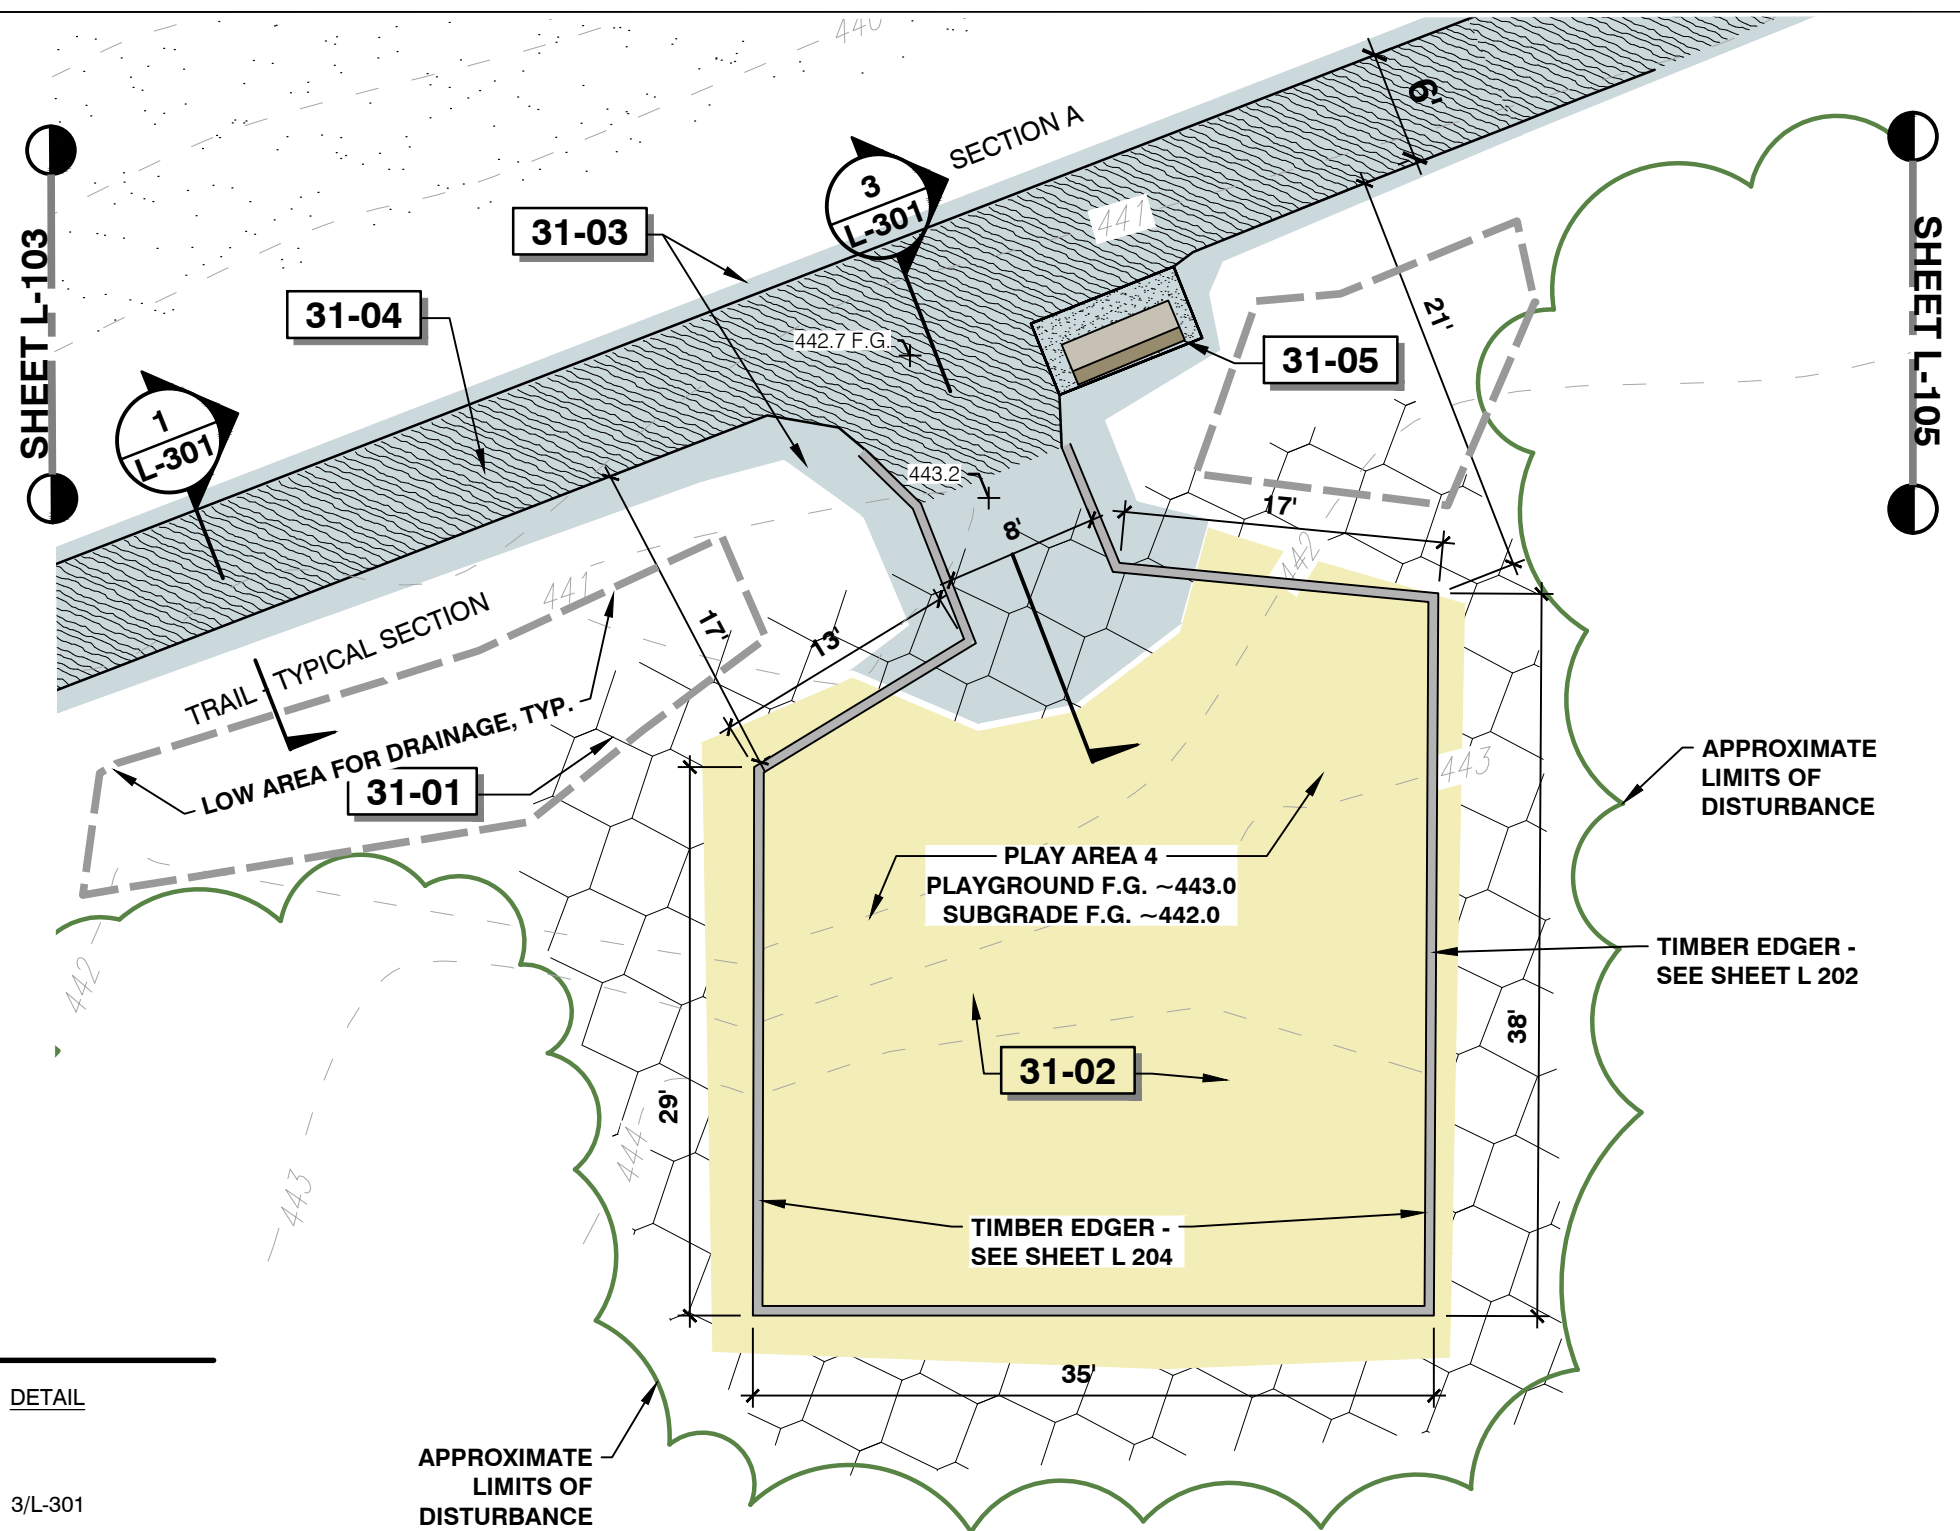 440
6'
SECTION A
3
L-301
31-03
441
SHEET L-103
SHEET L-105
31-04
21'
442.7 F.G.
31-05
1
L-301
443.2
17'
8'
442
441
TRAIL - TYPICAL SECTION
17'
13'
LOW AREA FOR DRAINAGE, TYP.
31-01
443
APPROXIMATE
LIMITS OF
DISTURBANCE
PLAY AREA 4
PLAYGROUND F.G. ~443.0
SUBGRADE F.G. ~442.0
TIMBER EDGER -
SEE SHEET L 202
442
38'
31-02
29'
444
443
TIMBER EDGER -
SEE SHEET L 204
35'
DETAIL
APPROXIMATE
LIMITS OF
DISTURBANCE
3/L-301